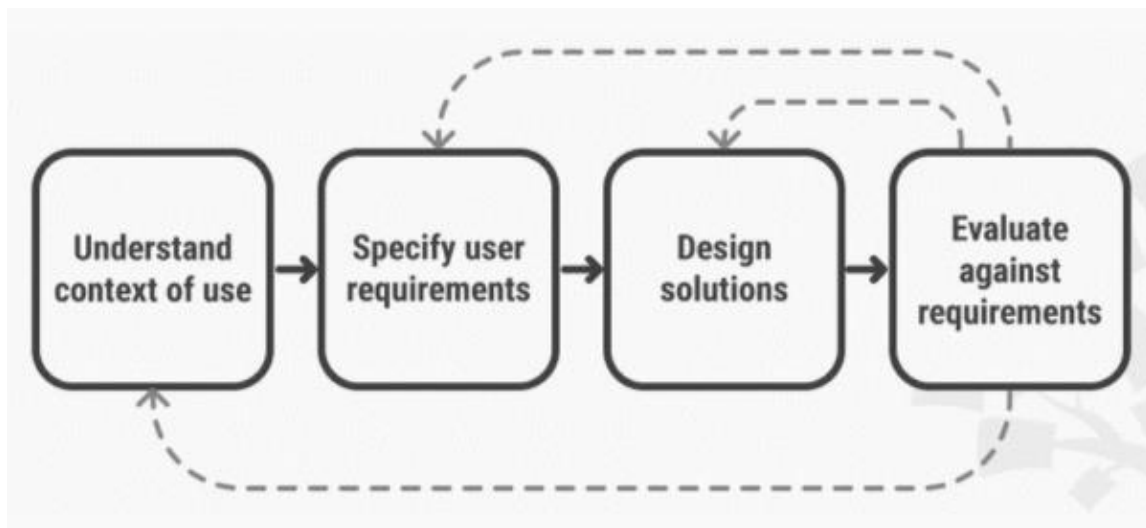 Understand
context of use
Specify user
requirements
Design
solutions
Evaluate
against
requirements